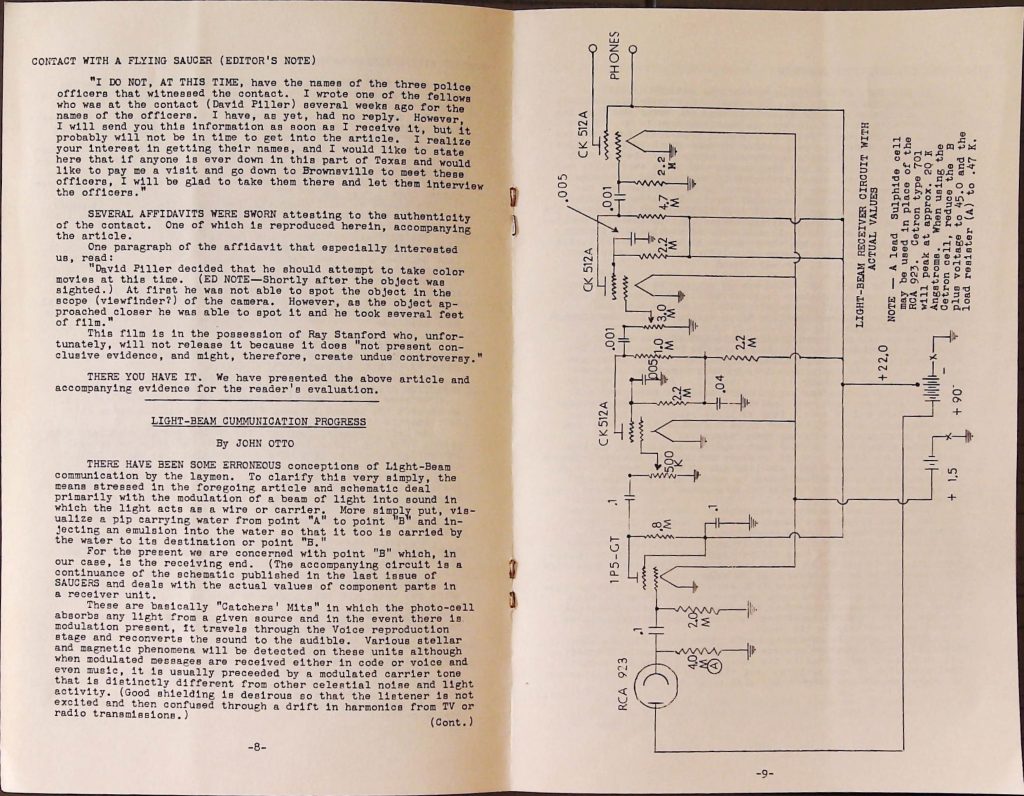 CONTACT WITH A FLYING SAUCER (EDITOR'S NOTE)
"I DO NOT, AT THIS TIME, have the names of the three police
officers that witnessed the contact. I wrote one of the fellows
who was at the contact (David Piller) several weeks ago for the
names of the officers. I have, as yet, had no reply. However,
I will send you this information as soon as I receive it, but it
probably will not be in time to get into the article. I realize
your interest in getting their names, and I would like to state
here that if anyone is ever down in this part of Texas and would
like to pay me a visit and go down to Brownsville to meet these
officers, I will be glad to take them there and let them interview
the officers."
SEVERAL AFFIDAVITS WERE SWORN attesting to the authenticity
of the contact. One of which is reproduced herein, accompanying
the article.
One paragraph of the affidavit that especially interested
us, read:
"David Piller decided that he should attempt to take color
movies at this time. (ED NOTE—Shortly after the object was
sighted.) At first he was not able to spot the object in the
scope (viewfinder?) of the camera. However, as the object ap-
proached closer he was able to spot it and he took several feet
of film."
This film is in the possession of Ray Stanford who, unfor-
tunately, will not release it because it does "not present con-
clusive evidence, and might, therefore, create undue controversy."
THERE YOU HAVE IT. We have presented the above article and
accompanying evidence for the reader's evaluation.
LIGHT-BEAM CUMMUNICATION PROGRESS
By JOHN OTTO
THERE HAVE BEEN SOME ERRONEOUS conceptions of Light-Beam
communication by the laymen. To clarify this very simply, the
means stressed in the foregoing article and schematic deal
primarily with the modulation of a beam of light into sound in
which the light acts as a wire or carrier. More simply put, vis-
ualize a pip carrying water from point "A" to point "B" and in-
jecting an emulsion into the water so that it too is carried by
the water to its destination or point "B."
For the present we are concerned with point "B" which, in
our case, is the receiving end. (The accompanying circuit is a
continuance of the schematic published in the last issue of
SAUCERS and deals with the actual values of component parts in
a receiver unit.
These are basically "Catchers' Mits" in which the photo-cell
absorbs any light from a given source and in the event there is
modulation present, it travels through the Voice reproduction
stage and reconverts the sound to the audible. Various stellar
and magnetic phenomena will be detected on these units although
when modulated messages are received either in code or voice and
even music, it is usually preceeded by a modulated carrier tone
that is distinctly different from other celestial noise and light
activity. (Good shielding is desirous so that the listener is not
excited and then confused through a drift in harmonics from TV or
radio transmissions.)
(Cont.)
-8-
RCA 923
40 M
A
.1
2.0 M
1P5-GT
.8 M
.1
.1
500 K
CK512A
2.2 M
.005
.04
1.0 M
2.2 M
.001
3.0 M
CK512A
2.2 M
.005
4.7 M
.001
2.2 M
CK 512A
PHONES
+ 1.5
+ 90 -
+22.0
LIGHT-BEAM RECEIVER CIRCUIT WITH
ACTUAL VALUES
NOTE — A lead Sulphide cell
may be used in place of the
RCA 923. Cetron type 701
will peak at approx. 20 K
Angstroms. When using the
Cetron cell, reduce the B
plus voltage to 45.0 and the
load resister (A) to .47 K.
-9-